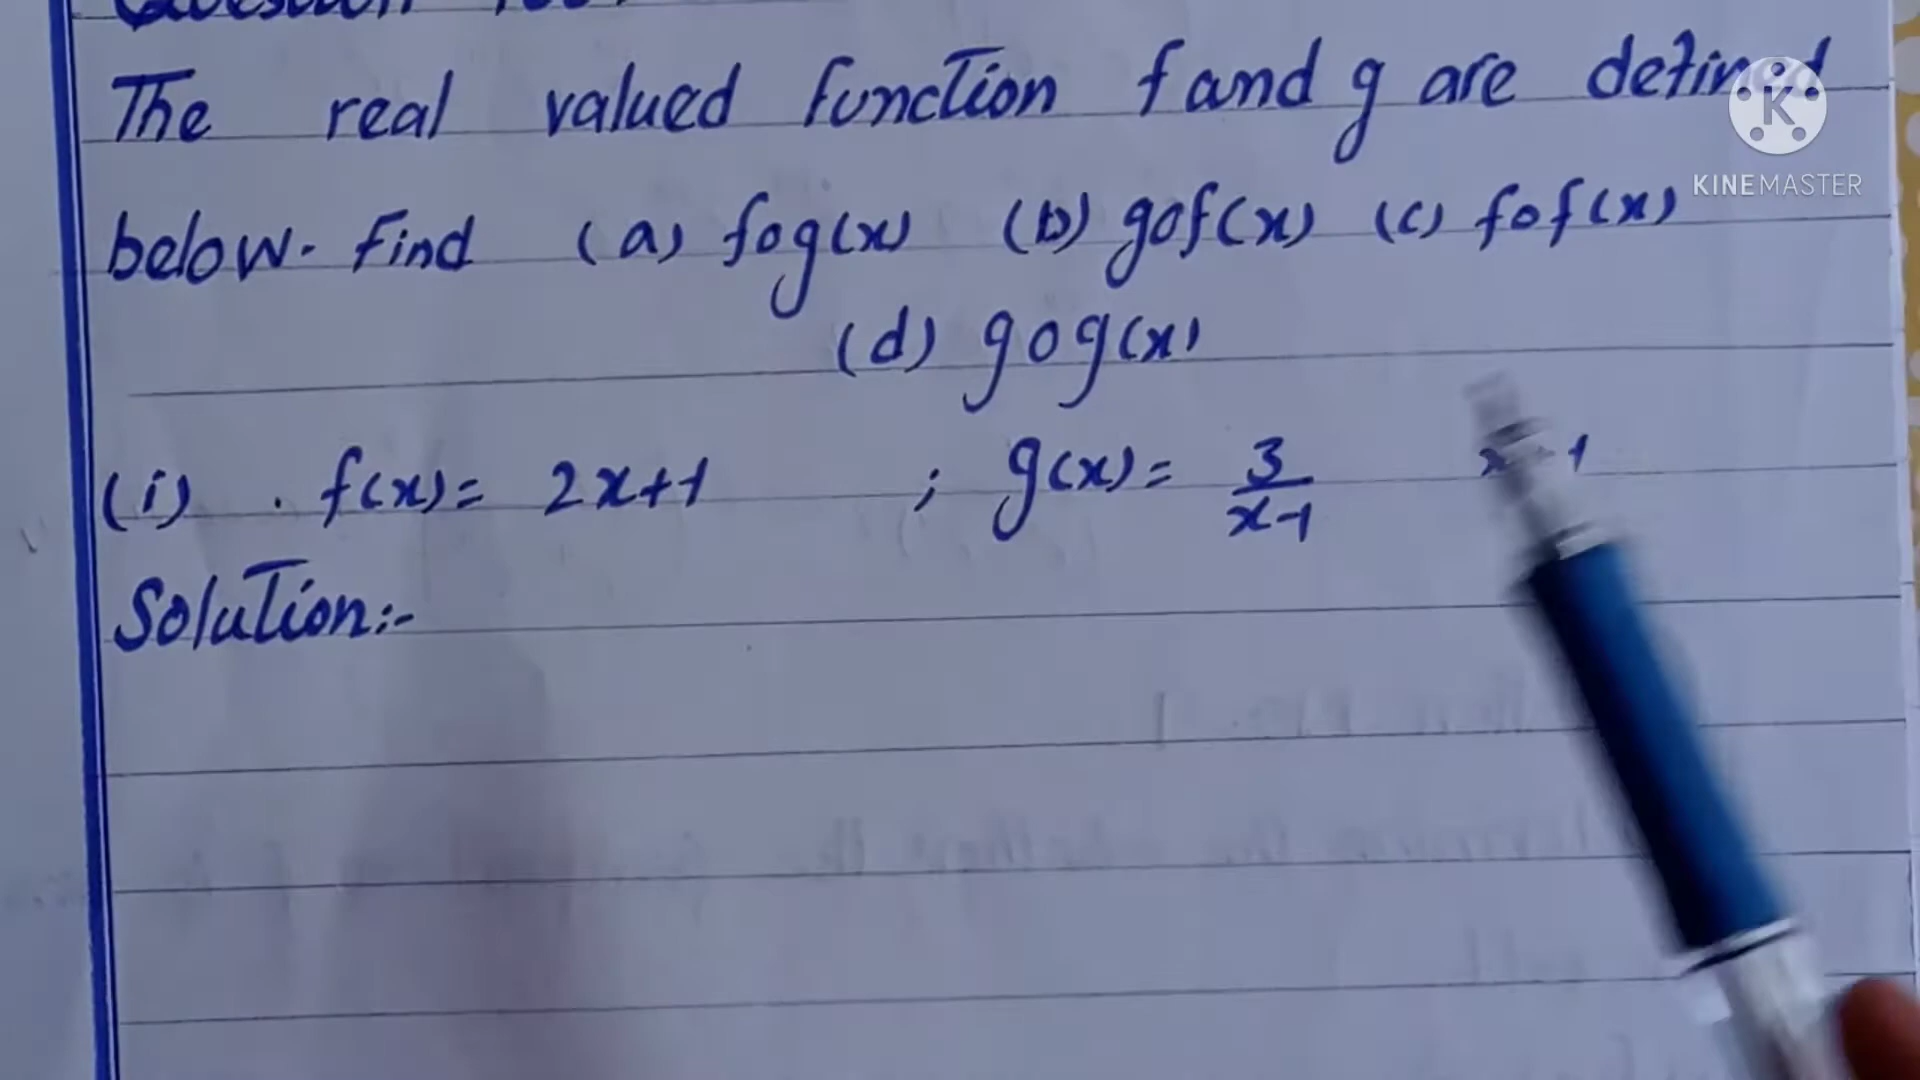 The real valued function f and g are defined
KINEMASTER
below. Find (a) fog(x) (b) gof(x) (c) fof(x)
(d) gog(x)
(i) . f(x)= 2x+1 ; g(x)= 3/x-1
Solution:-